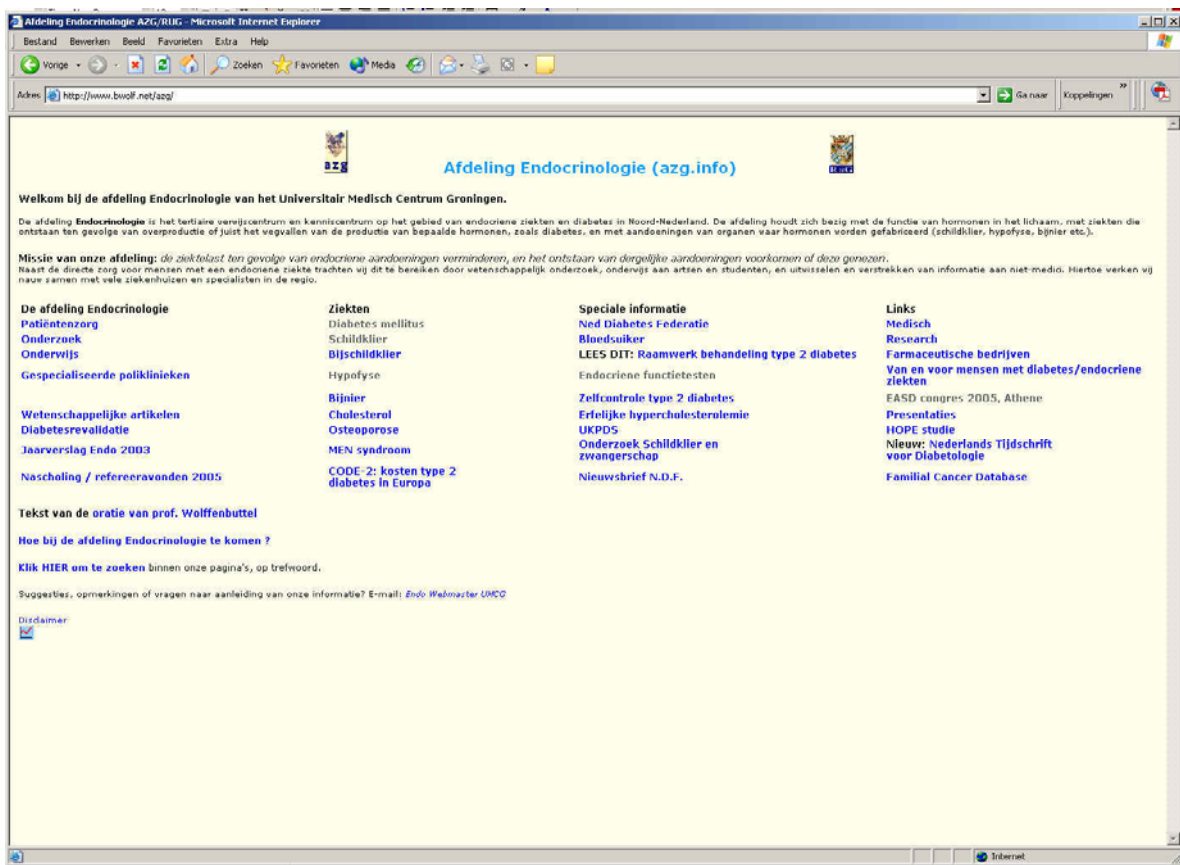 Afdeling Endocrinologie AZG/RUG - Microsoft Internet Explorer
Bestand Bewerken Beeld Favorieten Extra Help
Vorige Zoeken Favorieten Media
Adres http://www.bwolf.net/azg/ Ga naar Koppelingen »
azg
Afdeling Endocrinologie (azg.info)
Welkom bij de afdeling Endocrinologie van het Universitair Medisch Centrum Groningen.
De afdeling Endocrinologie is het tertiaire verwijscentrum en kenniscentrum op het gebied van endocriene ziekten en diabetes in Noord-Nederland. De afdeling houdt zich bezig met de functie van hormonen in het lichaam, met ziekten die
ontstaan ten gevolge van overproductie of juist het wegvallen van de productie van bepaalde hormonen, zoals diabetes, en met aandoeningen van organen waar hormonen worden gefabriceerd (schildklier, hypofyse, bijnier etc.).
Missie van onze afdeling: de ziektelast ten gevolge van endocriene aandoeningen verminderen, en het ontstaan van dergelijke aandoeningen voorkomen of deze genezen.
Naast de directe zorg voor mensen met een endocriene ziekte trachten wij dit te bereiken door wetenschappelijk onderzoek, onderwijs aan artsen en studenten, en uitwisselen en verstrekken van informatie aan niet-medici. Hiertoe werken wij
nauw samen met vele ziekenhuizen en specialisten in de regio.
De afdeling Endocrinologie Ziekten Speciale informatie Links
Patiëntenzorg Diabetes mellitus Ned Diabetes Federatie Medisch
Onderzoek Schildklier Bloedsuiker Research
Onderwijs Bijschildklier LEES DIT: Raamwerk behandeling type 2 diabetes Farmaceutische bedrijven
Gespecialiseerde poliklinieken Hypofyse Endocriene functietesten Van en voor mensen met diabetes/endocriene
ziekten
Bijnier Zelfcontrole type 2 diabetes EASD congres 2005, Athene
Wetenschappelijke artikelen Cholesterol Erfelijke hypercholesterolemie Presentaties
Diabetesrevalidatie Osteoporose UKPDS HOPE studie
Jaarverslag Endo 2003 MEN syndroom Onderzoek Schildklier en
zwangerschap Nieuw: Nederlands Tijdschrift
voor Diabetologie
Nascholing / refereeravonden 2005 CODE-2: kosten type 2
diabetes in Europa Nieuwsbrief N.D.F. Familial Cancer Database
Tekst van de oratie van prof. Wolffenbuttel
Hoe bij de afdeling Endocrinologie te komen ?
Klik HIER om te zoeken binnen onze pagina's, op trefwoord.
Suggesties, opmerkingen of vragen naar aanleiding van onze informatie? E-mail: Endo Webmaster UMCG
Disclaimer
Internet